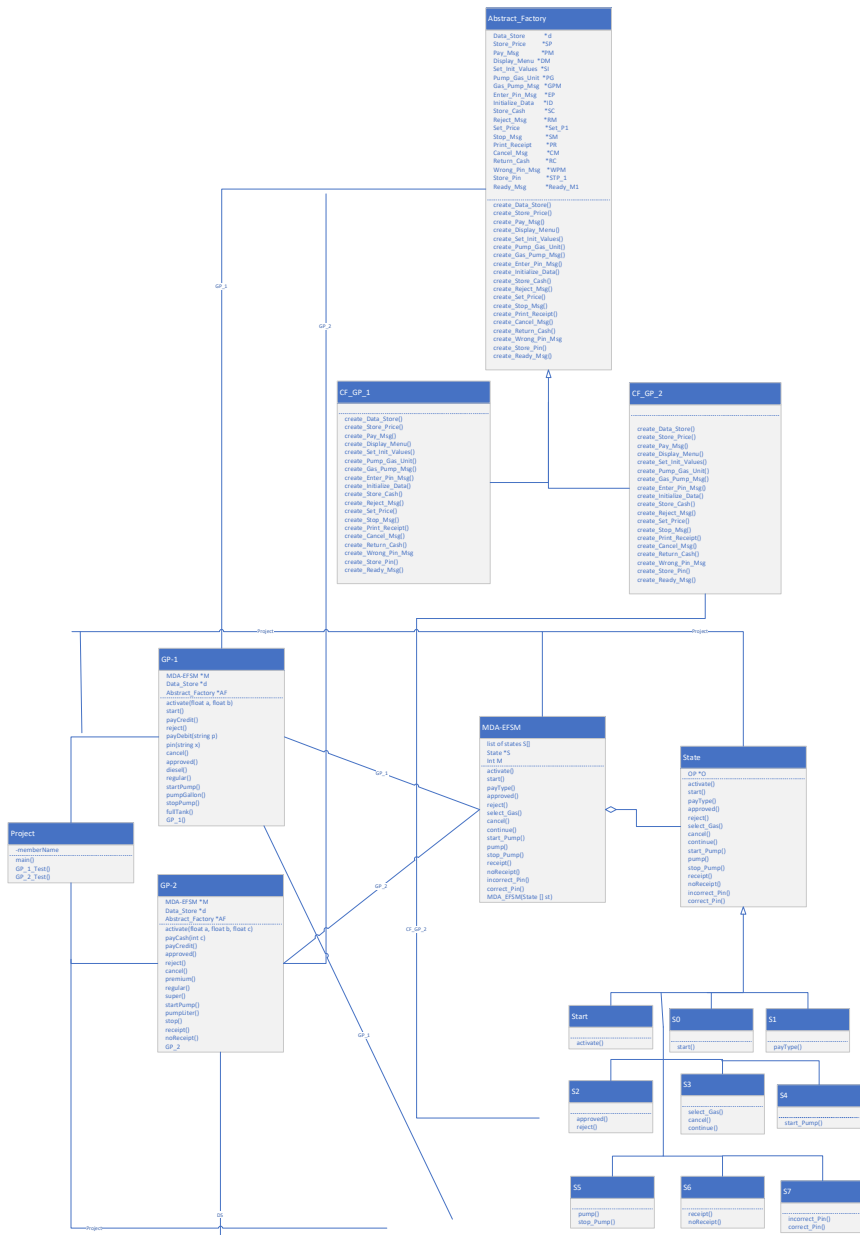 Abstract_Factory
Data_Store *d
Store_Price *SP
Pay_Msg *PM
Display_Menu *DM
Set_Init_Values *SI
Pump_Gas_Unit *PG
Gas_Pump_Msg *GPM
Enter_Pin_Msg *EP
Initialize_Data *ID
Store_Cash *SC
Reject_Msg *RM
Set_Price *Set_P1
Stop_Msg *SM
Print_Receipt *PR
Cancel_Msg *CM
Return_Cash *RC
Wrong_Pin_Msg *WPM
Store_Pin *STP_1
Ready_Msg *Ready_M1
create_Data_Store()
create_Store_Price()
create_Pay_Msg()
create_Display_Menu()
create_Set_Init_Values()
create_Pump_Gas_Unit()
create_Gas_Pump_Msg()
create_Enter_Pin_Msg()
create_Initialize_Data()
create_Store_Cash()
create_Reject_Msg()
create_Set_Price()
create_Stop_Msg()
create_Print_Receipt()
create_Cancel_Msg()
create_Return_Cash()
create_Wrong_Pin_Msg
create_Store_Pin()
create_Ready_Msg()
GP_1
GP_2
CF_GP_1
create_Data_Store()
create_Store_Price()
create_Pay_Msg()
create_Display_Menu()
create_Set_Init_Values()
create_Pump_Gas_Unit()
create_Gas_Pump_Msg()
create_Enter_Pin_Msg()
create_Initialize_Data()
create_Store_Cash()
create_Reject_Msg()
create_Set_Price()
create_Stop_Msg()
create_Print_Receipt()
create_Cancel_Msg()
create_Return_Cash()
create_Wrong_Pin_Msg
create_Store_Pin()
create_Ready_Msg()
CF_GP_2
create_Data_Store()
create_Store_Price()
create_Pay_Msg()
create_Display_Menu()
create_Set_Init_Values()
create_Pump_Gas_Unit()
create_Gas_Pump_Msg()
create_Enter_Pin_Msg()
create_Initialize_Data()
create_Store_Cash()
create_Reject_Msg()
create_Set_Price()
create_Stop_Msg()
create_Print_Receipt()
create_Cancel_Msg()
create_Return_Cash()
create_Wrong_Pin_Msg
create_Store_Pin()
create_Ready_Msg()
Project
Project
GP-1
MDA-EFSM *M
Data_Store *d
Abstract_Factory *AF
activate(float a, float b)
start()
payCredit()
reject()
payDebit(string p)
pin(string x)
cancel()
approved()
diesel()
regular()
startPump()
pumpGallon()
stopPump()
fullTank()
GP_1()
GP_1
MDA-EFSM
list of states S[]
State *S
Int M
activate()
start()
payType()
approved()
reject()
select_Gas()
cancel()
continue()
start_Pump()
pump()
stop_Pump()
receipt()
noReceipt()
incorrect_Pin()
correct_Pin()
MDA_EFSM(State [] st)
State
OP *O
activate()
start()
payType()
approved()
reject()
select_Gas()
cancel()
continue()
start_Pump()
pump()
stop_Pump()
receipt()
noReceipt()
incorrect_Pin()
correct_Pin()
Project
-memberName
main()
GP_1_Test()
GP_2_Test()
GP-2
MDA-EFSM *M
Data_Store *d
Abstract_Factory *AF
activate(float a, float b, float c)
payCash(int c)
payCredit()
approved()
reject()
cancel()
premium()
regular()
super()
startPump()
pumpLiter()
stop()
receipt()
noReceipt()
GP_2
GP_2
CF_GP_2
GP_1
Start
activate()
S0
start()
S1
payType()
S2
approved()
reject()
S3
select_Gas()
cancel()
continue()
S4
start_Pump()
S5
pump()
stop_Pump()
S6
receipt()
noReceipt()
S7
incorrect_Pin()
correct_Pin()
DS
Project